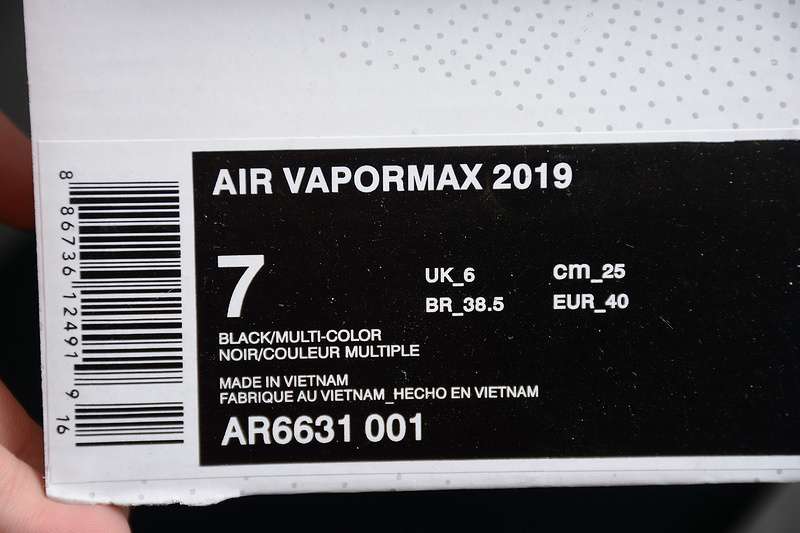 AIR VAPORMAX 2019
7
UK_6 cm_25
BR_38.5 EUR_40
BLACK/MULTI-COLOR
NOIR/COULEUR MULTIPLE
MADE IN VIETNAM
FABRIQUE AU VIETNAM_HECHO EN VIETNAM
AR6631 001
8 86736 12491 9 16